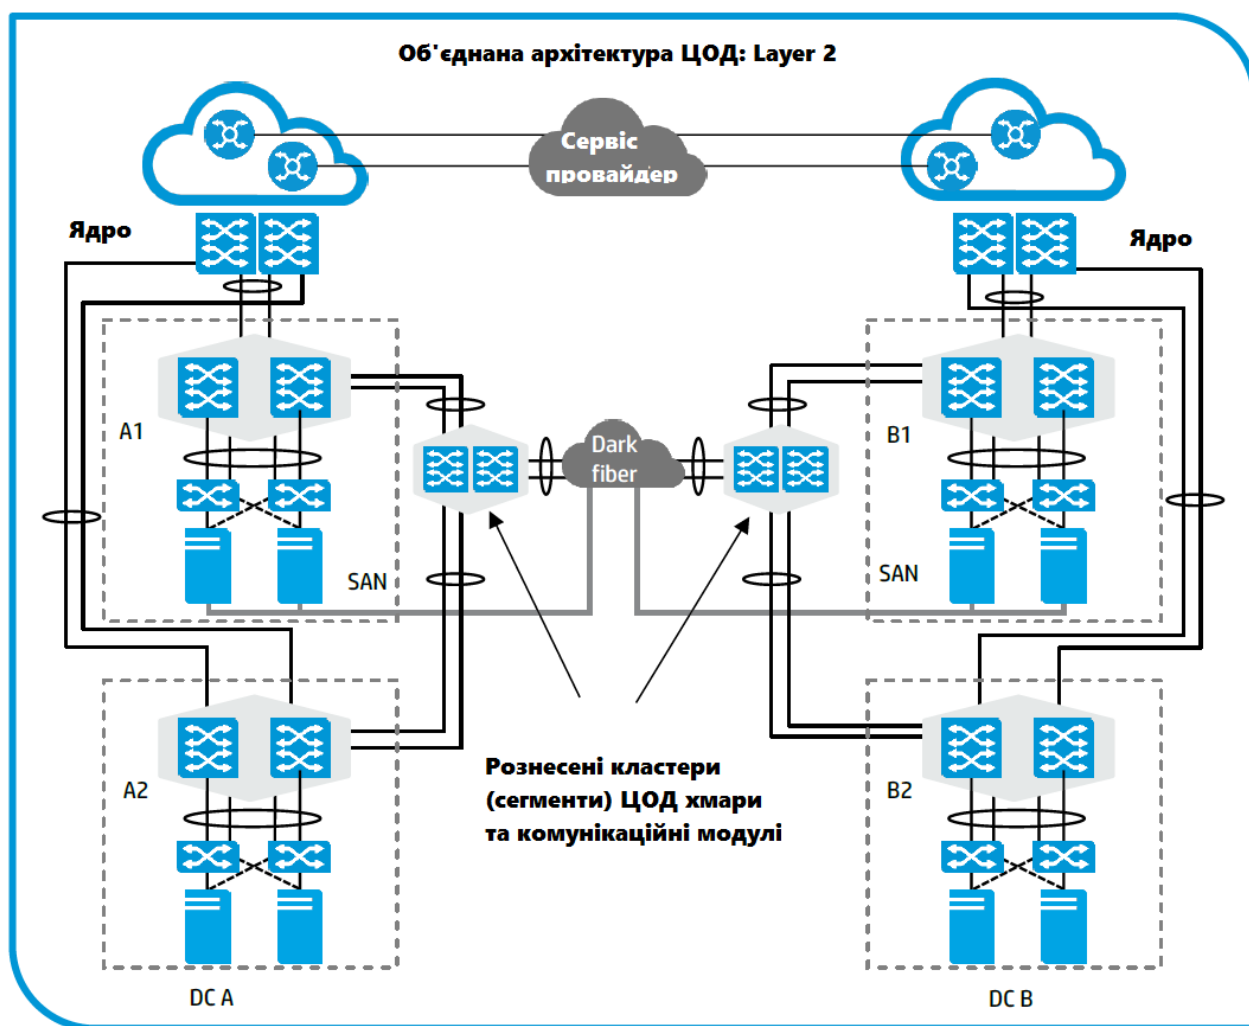 Об'єднана архітектура ЦОД: Layer 2
Сервіс
провайдер
Ядро
Ядро
A1
Dark
fiber
B1
SAN
SAN
A2
Рознесені кластери
(сегменти) ЦОД хмари
та комунікаційні модулі
B2
DC A
DC B